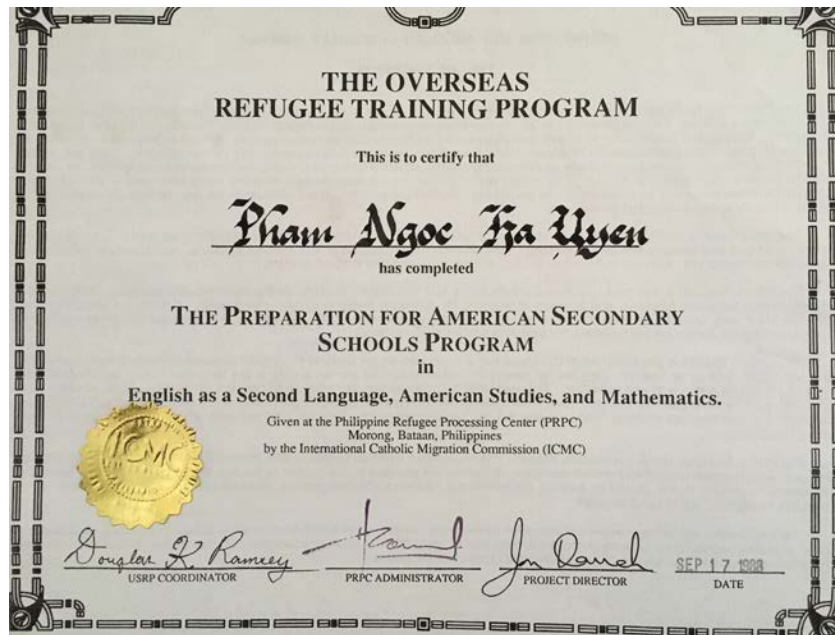 THE OVERSEAS
REFUGEE TRAINING PROGRAM
This is to certify that
Pham Ngoc Ha Uyen
has completed
THE PREPARATION FOR AMERICAN SECONDARY
SCHOOLS PROGRAM
in
English as a Second Language, American Studies, and Mathematics.
Given at the Philippine Refugee Processing Center (PRPC)
Morong, Bataan, Philippines
by the International Catholic Migration Commission (ICMC)
ICMC
Douglas K Ramsey
USRP COORDINATOR
PRPC ADMINISTRATOR
PROJECT DIRECTOR
SEP 17 1988
DATE